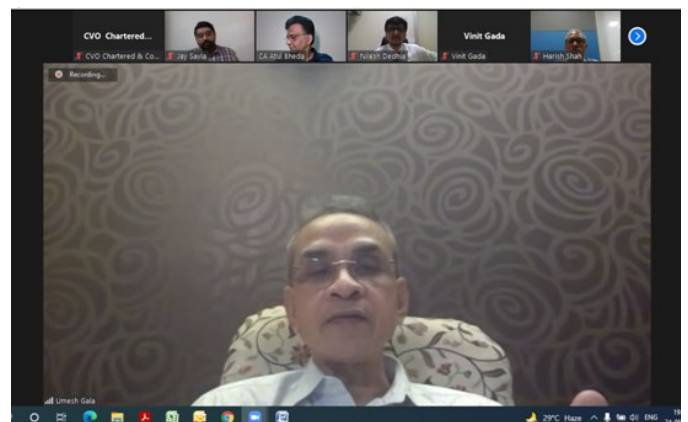 CVO Chartered...
Vinit Gada
CVO Chartered & Co...
Jay Savla
CA Atul Bheda
Nilesh Dedhia
Vinit Gada
Harish Shah
Recording...
Umesh Gala
29°C Haze
ENG